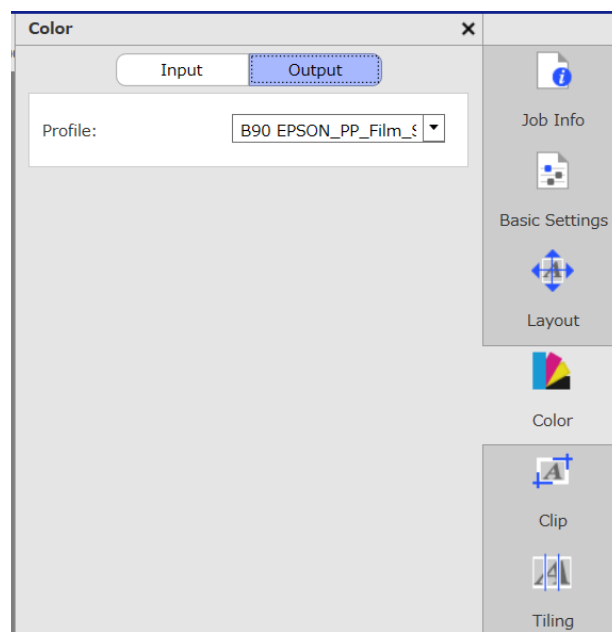 Color
Input
Output
Profile:
B90 EPSON_PP_Film_
Job Info
Basic Settings
Layout
Color
Clip
Tiling